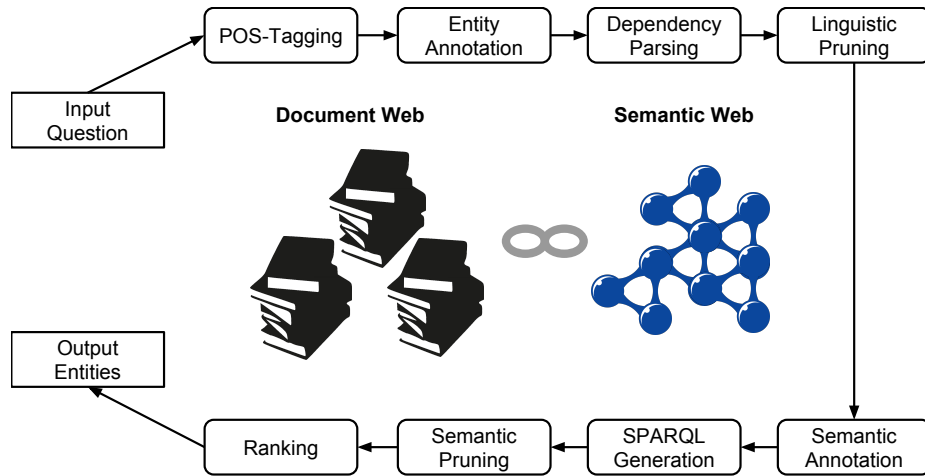 POS-Tagging
Entity
Annotation
Dependency
Parsing
Linguistic
Pruning
Input
Question
Document Web
Semantic Web
Output
Entities
Ranking
Semantic
Pruning
SPARQL
Generation
Semantic
Annotation